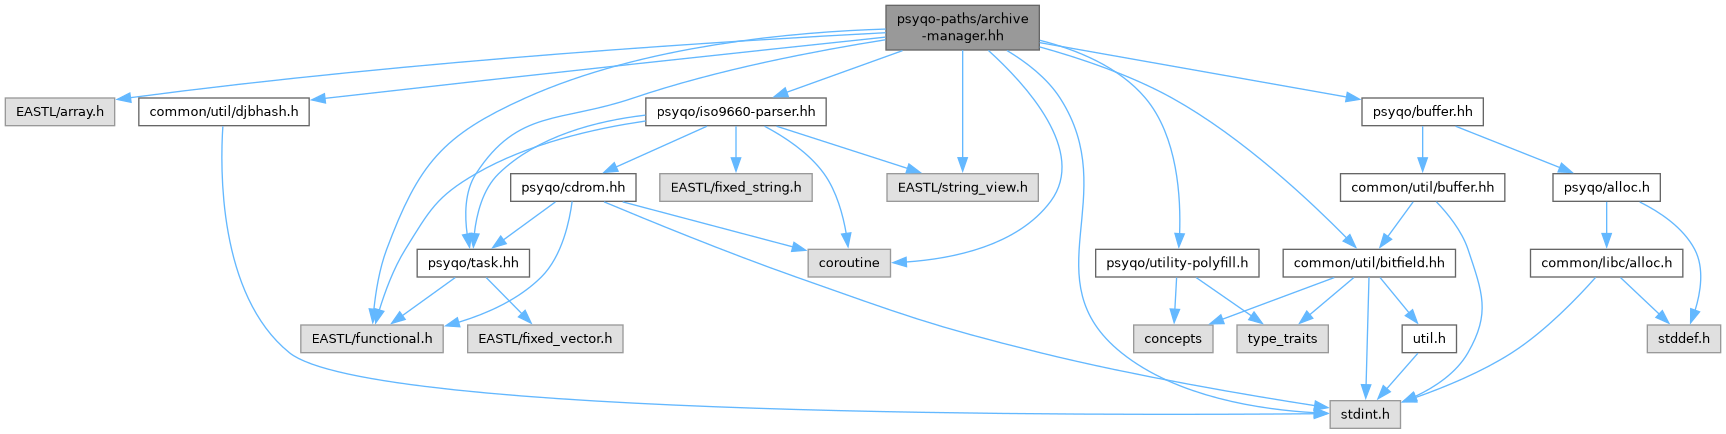 psyqo-paths/archive
-manager.hh
EASTL/array.h
common/util/djbhash.h
psyqo/iso9660-parser.hh
psyqo/buffer.hh
psyqo/cdrom.hh
EASTL/fixed_string.h
EASTL/string_view.h
common/util/buffer.hh
psyqo/alloc.h
psyqo/task.hh
coroutine
psyqo/utility-polyfill.h
common/util/bitfield.hh
common/libc/alloc.h
EASTL/functional.h
EASTL/fixed_vector.h
concepts
type_traits
util.h
stddef.h
stdint.h